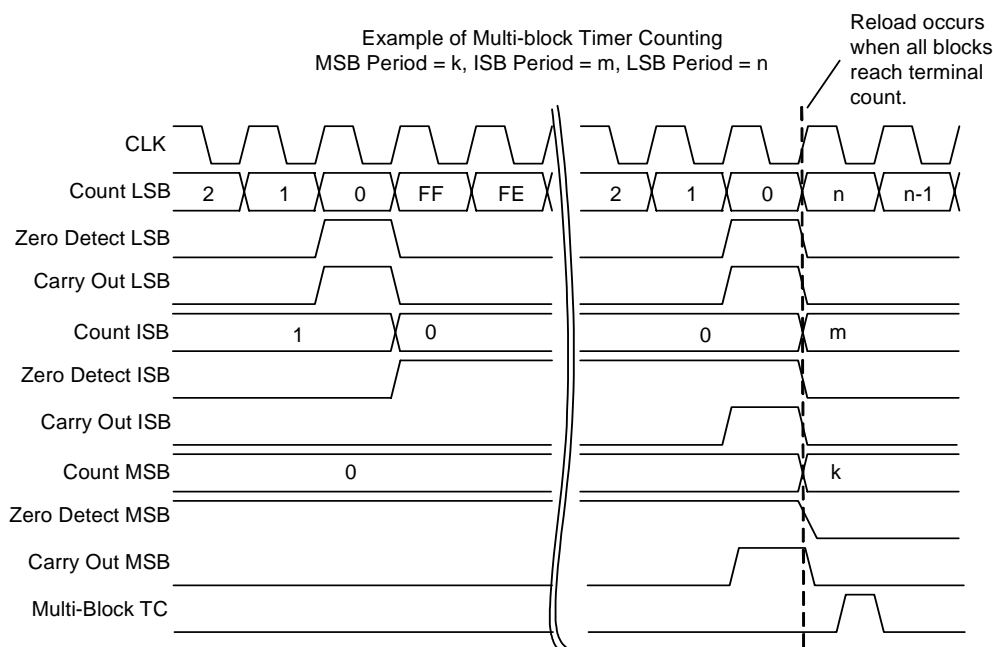 Example of Multi-block Timer Counting
MSB Period = k, ISB Period = m, LSB Period = n
Reload occurs
when all blocks
reach terminal
count.
CLK
Count LSB 2 1 0 FF FE 2 1 0 n n-1
Zero Detect LSB
Carry Out LSB
Count ISB 1 0 0 m
Zero Detect ISB
Carry Out ISB
Count MSB 0 k
Zero Detect MSB
Carry Out MSB
Multi-Block TC